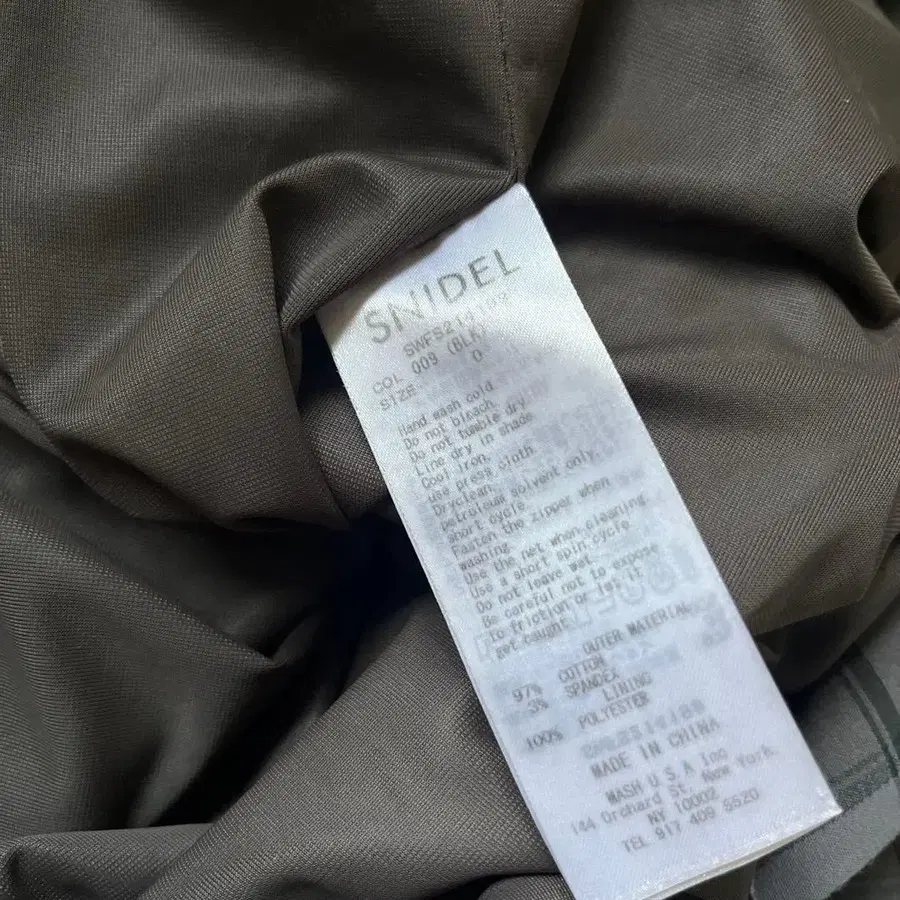 SNIDEL
SWFS214189
COL 009 (BLK)
SIZE 0
Hand wash cold.
Do not bleach.
Do not tumble dry.
Line dry in shade.
Cool iron.
use press cloth
Dryclean.
petroleum solvent only.
short cycle
Fasten the zipper when
washing
Use the net when cleaning
Use a short spin cycle
Do not leave wet
Be careful not to expose
to friction or let it
get caught.
OUTER MATERIAL
97% COTTON
3% SPANDEX
LINING
100% POLYESTER
MADE IN CHINA
MASH U.S.A Inc
144 Orchard St. New York.
NY 10002
TEL 917 409 5520